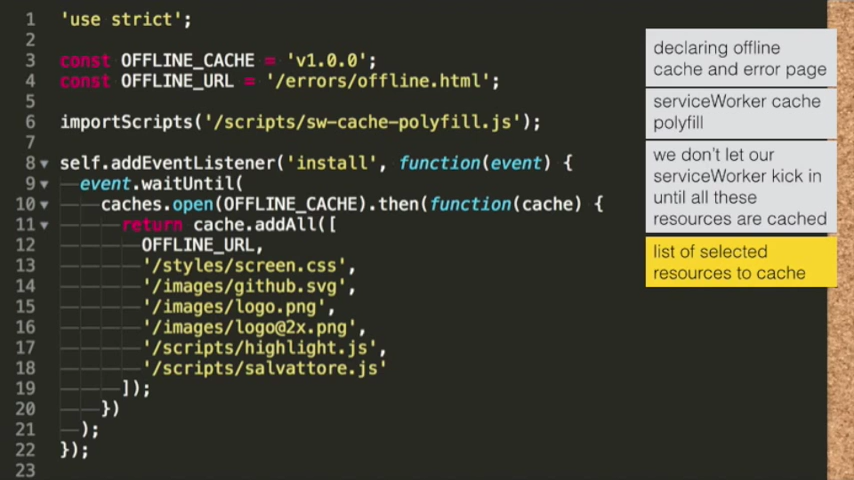 1 'use strict';
2
3 const OFFLINE_CACHE = 'v1.0.0';
4 const OFFLINE_URL = '/errors/offline.html';
5
6 importScripts('/scripts/sw-cache-polyfill.js');
7
8 self.addEventListener('install', function(event) {
9 event.waitUntil(
10 caches.open(OFFLINE_CACHE).then(function(cache) {
11 return cache.addAll([
12 OFFLINE_URL,
13 '/styles/screen.css',
14 '/images/github.svg',
15 '/images/logo.png',
16 '/images/logo@2x.png',
17 '/scripts/highlight.js',
18 '/scripts/salvattore.js'
19 ]);
20 })
21 );
22 });
23
declaring offline
cache and error page
serviceWorker cache
polyfill
we don't let our
serviceWorker kick in
until all these
resources are cached
list of selected
resources to cache